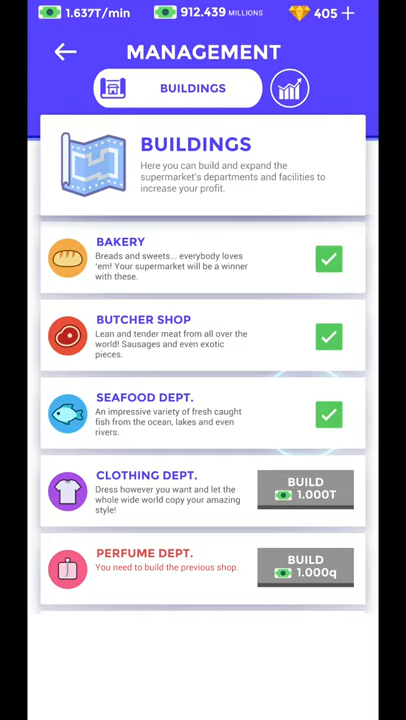 1.637T/min 912.439 MILLIONS 405 +
MANAGEMENT
BUILDINGS
BUILDINGS
Here you can build and expand the
supermarket's departments and facilities to
increase your profit.
BAKERY
Breads and sweets... everybody loves
'em! Your supermarket will be a winner
with these.
BUTCHER SHOP
Lean and tender meat from all over the
world! Sausages and even exotic
pieces.
SEAFOOD DEPT.
An impressive variety of fresh caught
fish from the ocean, lakes and even
rivers.
CLOTHING DEPT.
Dress however you want and let the
whole wide world copy your amazing
style!
BUILD
1.000T
PERFUME DEPT.
You need to build the previous shop.
BUILD
1.000q